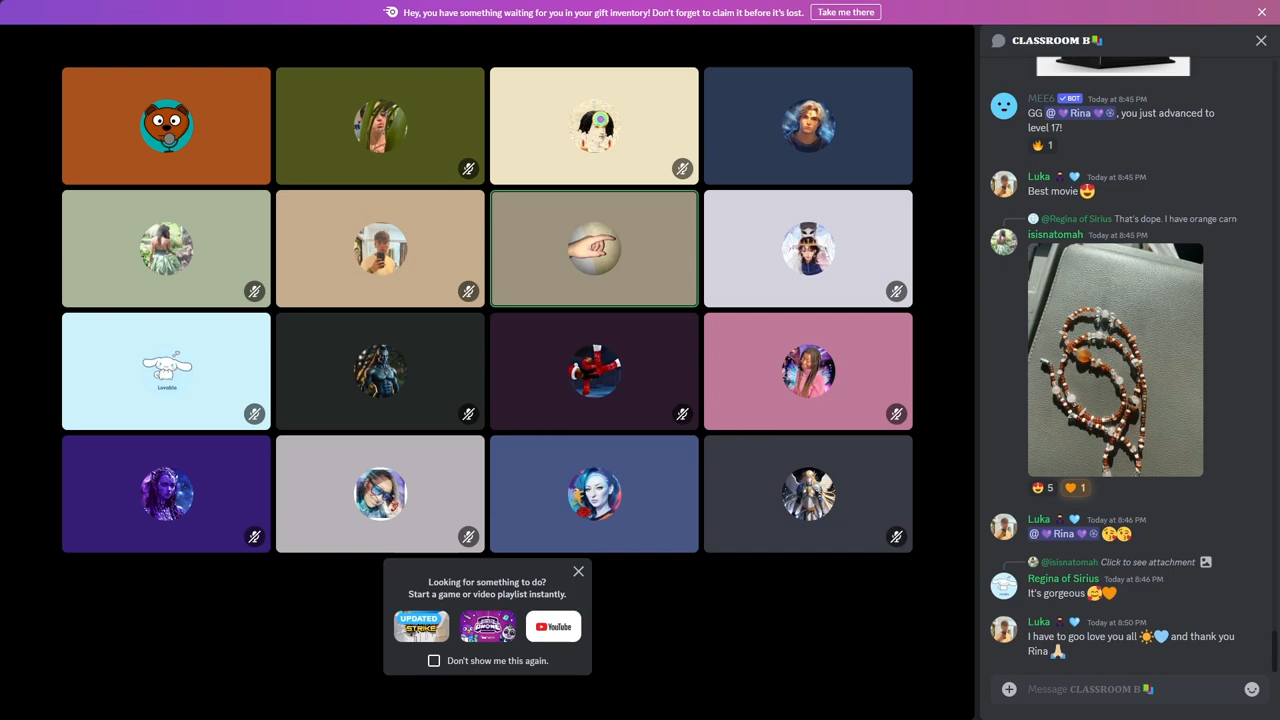 Hey, you have something waiting for you in your gift inventory! Don't forget to claim it before it's lost.
Take me there
CLASSROOM B
MEE6 ✓ BOT Today at 8:45 PM
GG @💜Rina💜, you just advanced to
level 17!
🔥 1
Luka 🩵 Today at 8:45 PM
Best movie😍
@Regina of Sirius That's dope. I have orange carn
isisnatomah Today at 8:45 PM
😍 5 🧡 1
Luka 🩵 Today at 8:46 PM
@💜Rina💜 😘😘
@isisnatomah Click to see attachment
Regina of Sirius Today at 8:46 PM
It's gorgeous 🥰🧡
Luka 🩵 Today at 8:50 PM
I have to goo love you all ☀️🩵 and thank you
Rina 🙏🏻
Message CLASSROOM B
Lovable
Looking for something to do?
Start a game or video playlist instantly.
UPDATED
STRIKE
YouTube
Don't show me this again.